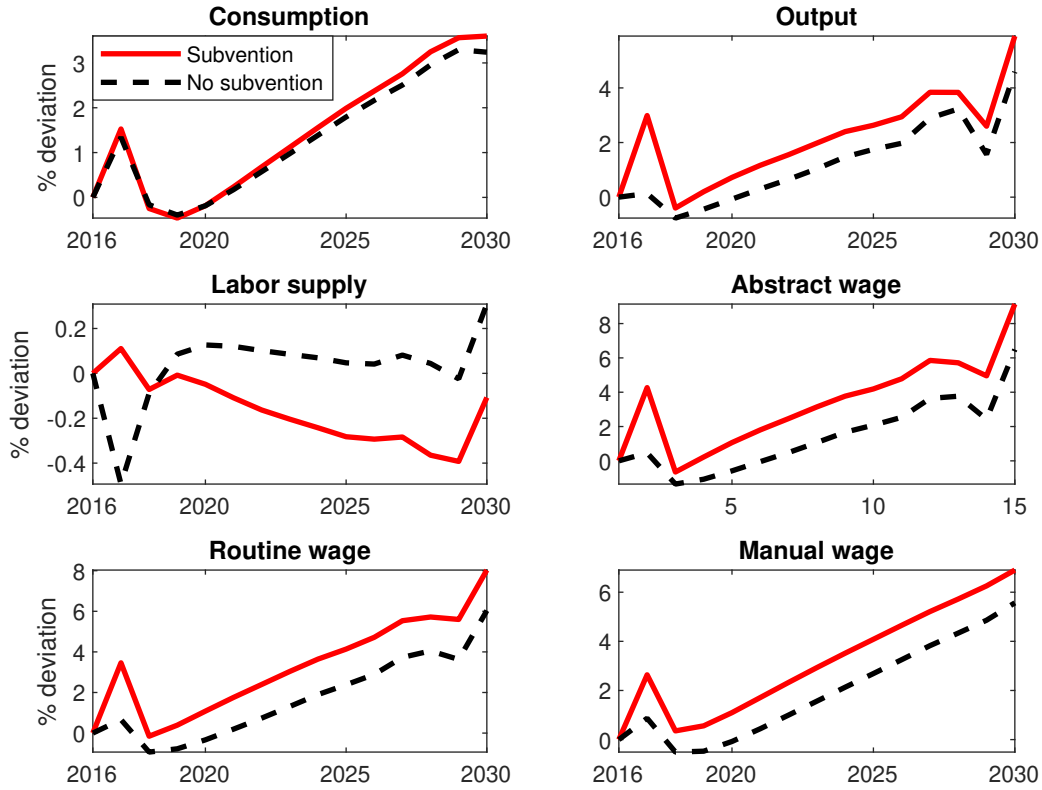 Consumption
% deviation
3
2
1
0
Subvention
No subvention
2016 2020 2025 2030
Output
4
2
0
2016 2020 2025 2030
Labor supply
% deviation
0.2
0
-0.2
-0.4
2016 2020 2025 2030
Abstract wage
8
6
4
2
0
5 10 15
Routine wage
% deviation
8
6
4
2
0
2016 2020 2025 2030
Manual wage
6
4
2
0
2016 2020 2025 2030